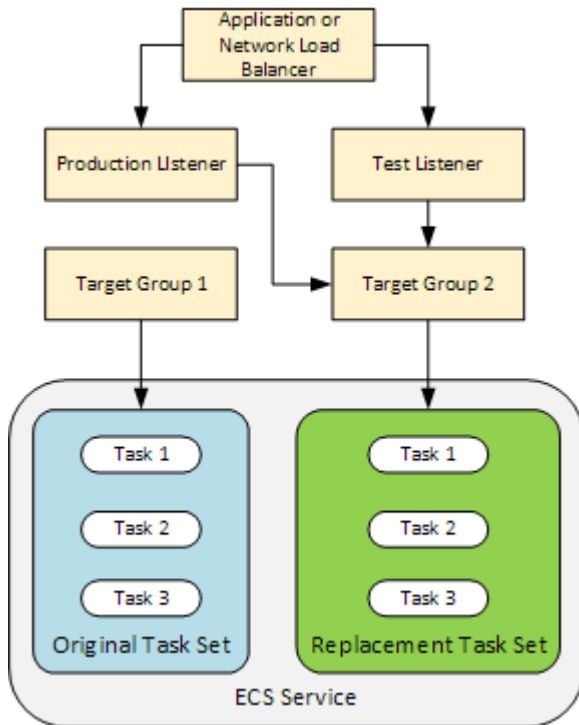 Application or
Network Load
Balancer
Production Listener
Test Listener
Target Group 1
Target Group 2
Task 1
Task 2
Task 3
Original Task Set
Task 1
Task 2
Task 3
Replacement Task Set
ECS Service